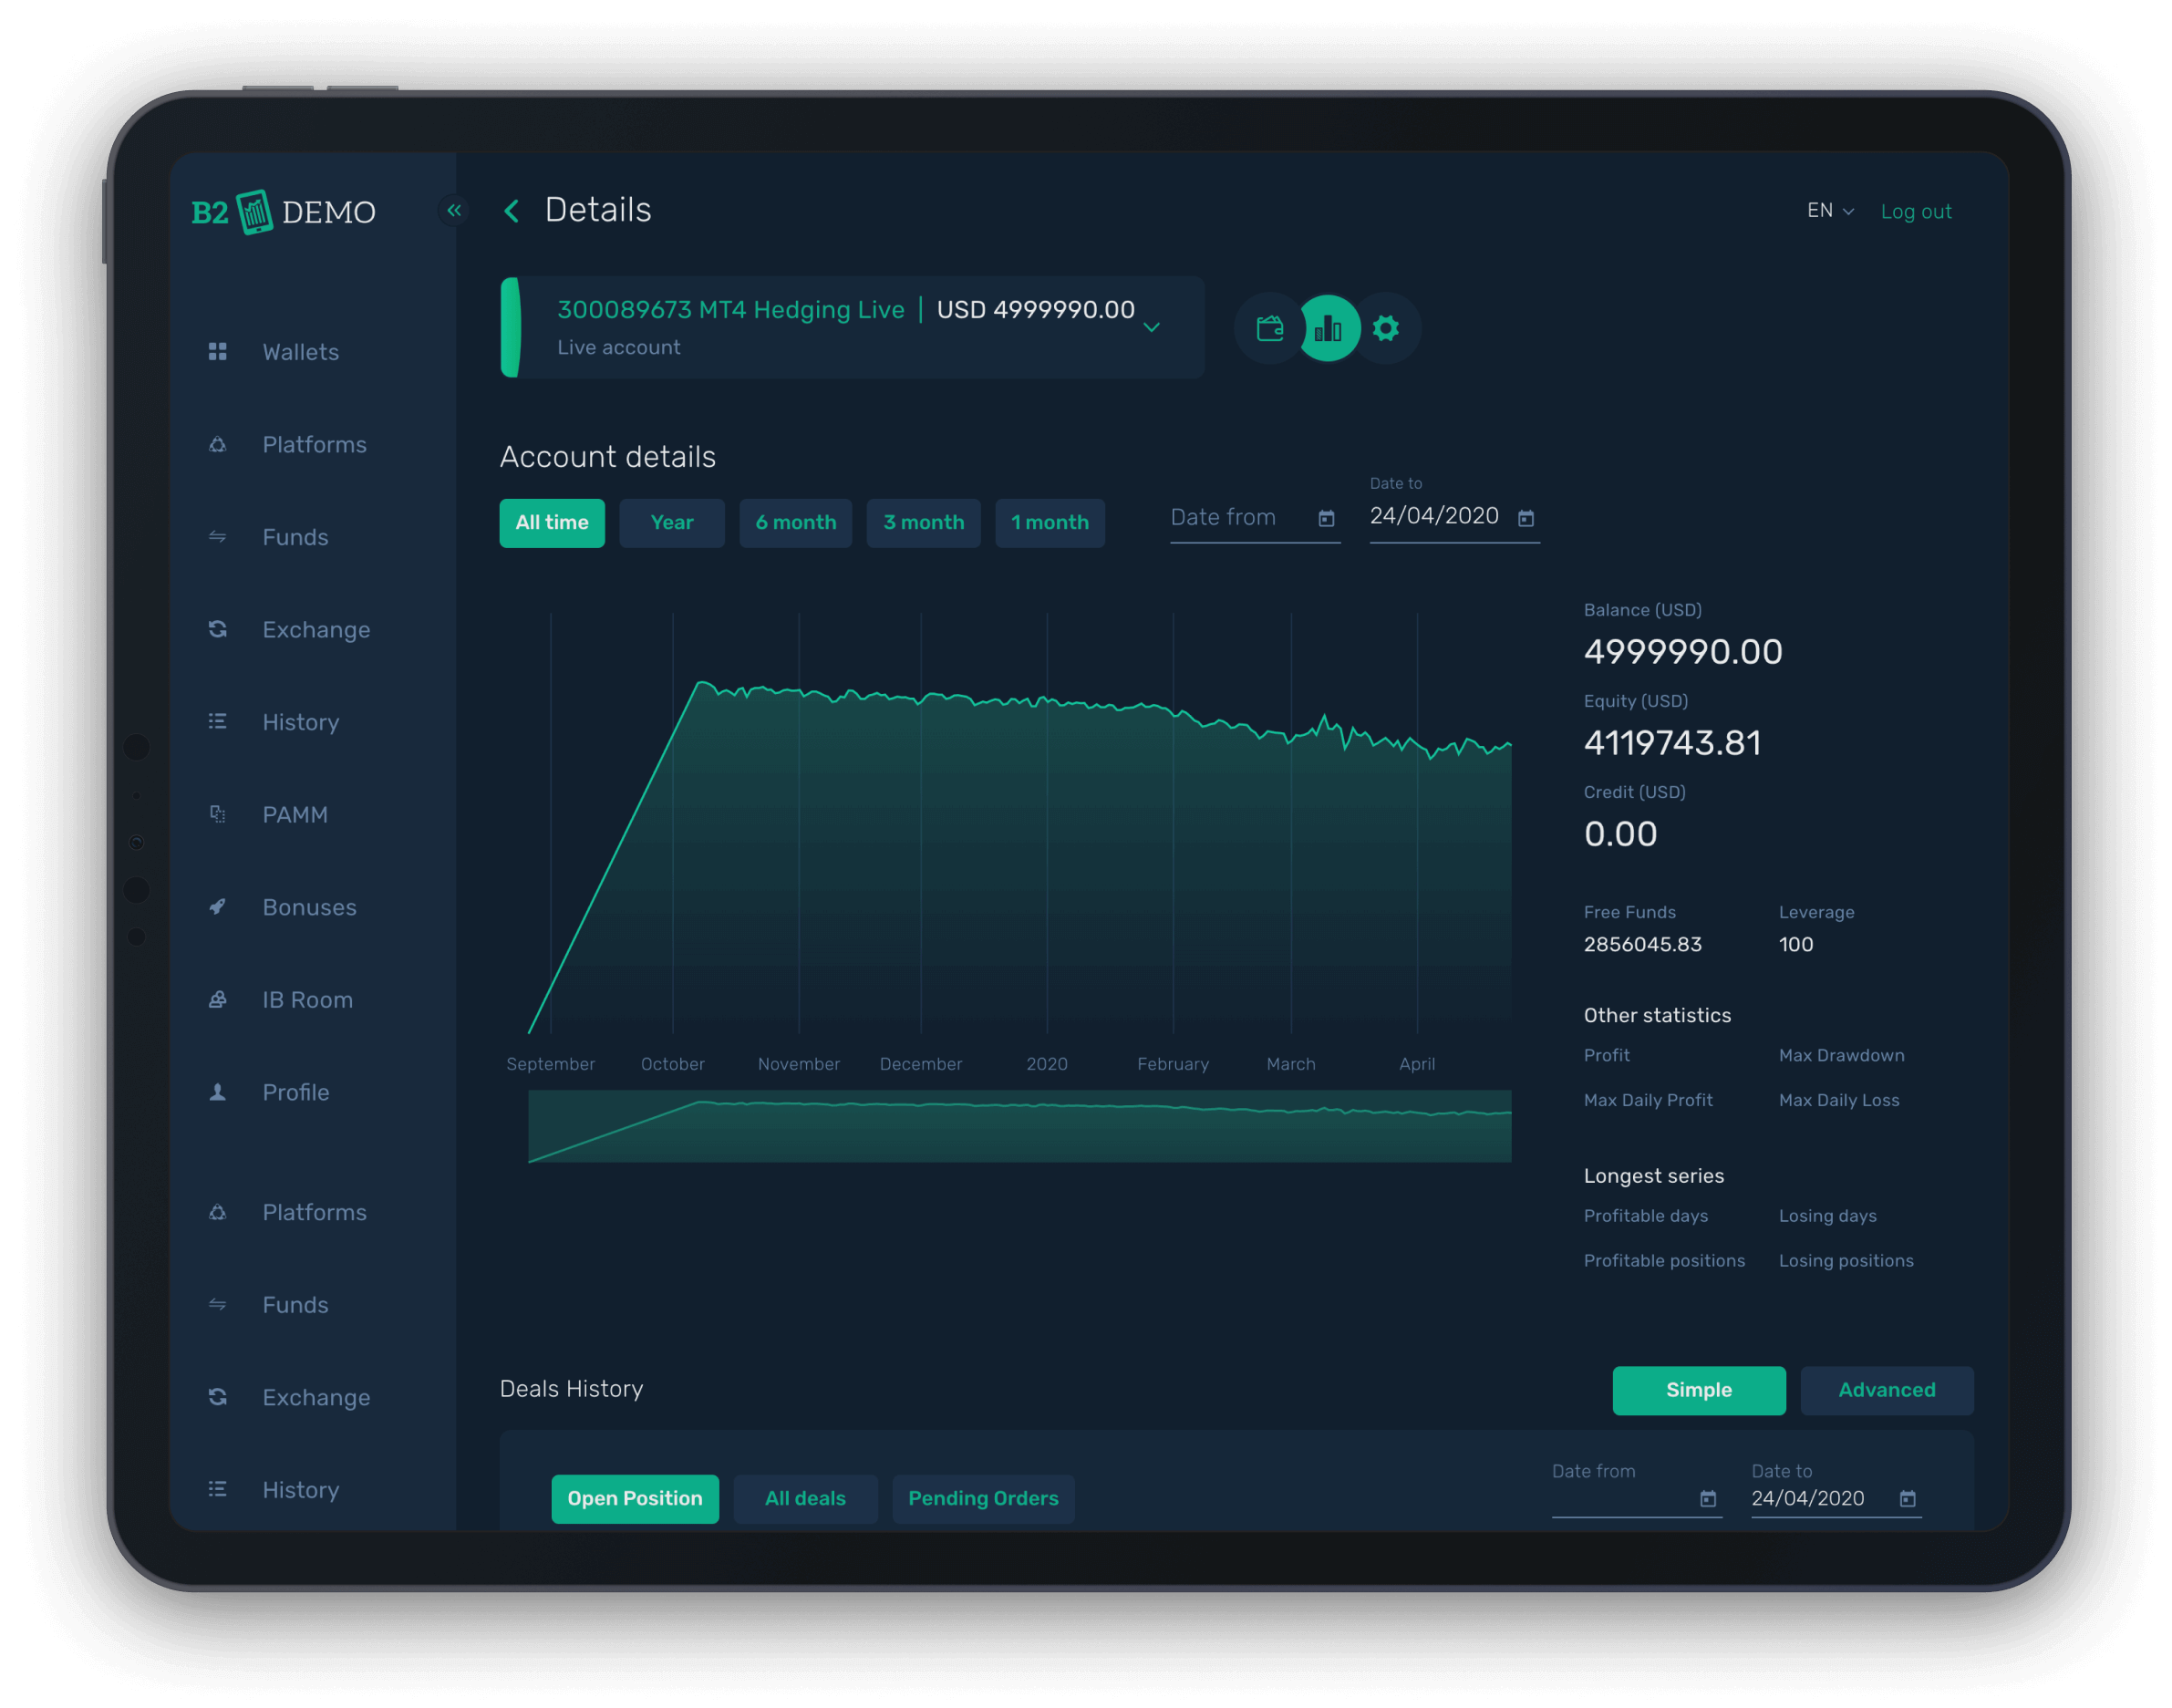 B2 DEMO
Wallets
Platforms
Funds
Exchange
History
PAMM
Bonuses
IB Room
Profile
Platforms
Funds
Exchange
History
Details
EN
Log out
300089673 MT4 Hedging Live | USD 4999990.00
Live account
Account details
All time Year 6 month 3 month 1 month
Date from
Date to
24/04/2020
September October November December 2020 February March April
Balance (USD)
4999990.00
Equity (USD)
4119743.81
Credit (USD)
0.00
Free Funds Leverage
2856045.83 100
Other statistics
Profit Max Drawdown
Max Daily Profit Max Daily Loss
Longest series
Profitable days Losing days
Profitable positions Losing positions
Deals History
Simple Advanced
Open Position All deals Pending Orders
Date from Date to
24/04/2020